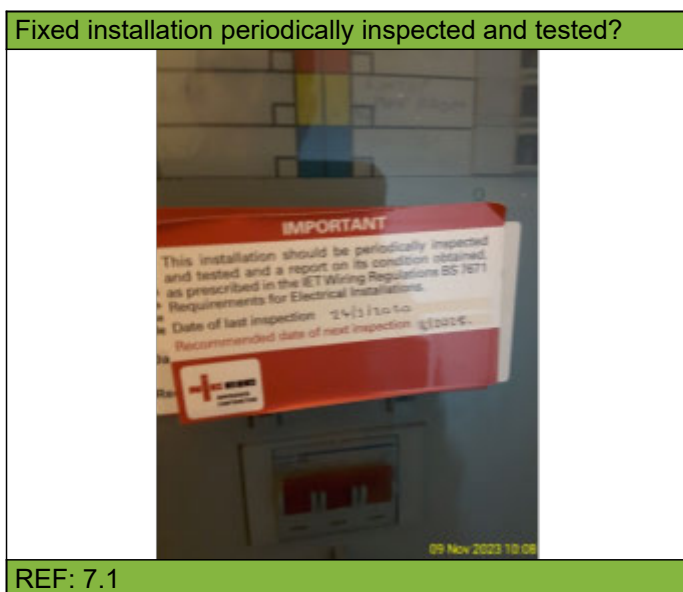 Fixed installation periodically inspected and tested?
IMPORTANT
This installation should be periodically inspected
and tested and a report on its condition obtained,
as prescribed in the IET Wiring Regulations BS 7671
Requirements for Electrical Installations.
Date of last inspection
Recommended date of next inspection
09 Nov 2023 10:08
REF: 7.1